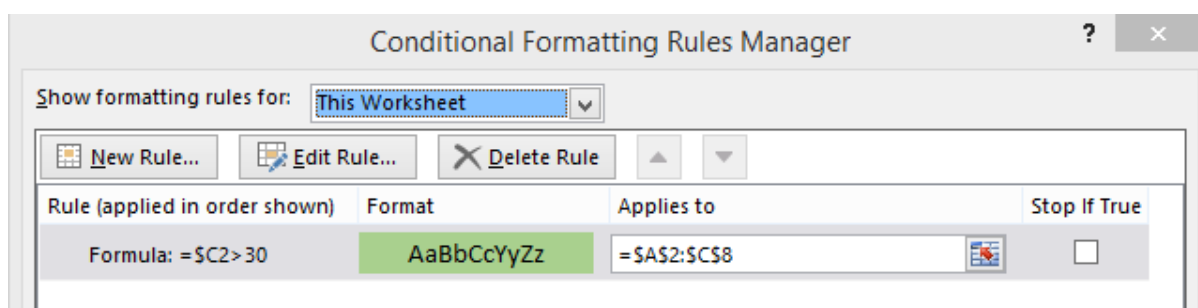 Conditional Formatting Rules Manager ? ×
Show formatting rules for: This Worksheet
New Rule... Edit Rule... Delete Rule
Rule (applied in order shown) Format Applies to Stop If True
Formula: =$C2>30 AaBbCcYyZz =$A$2:$C$8